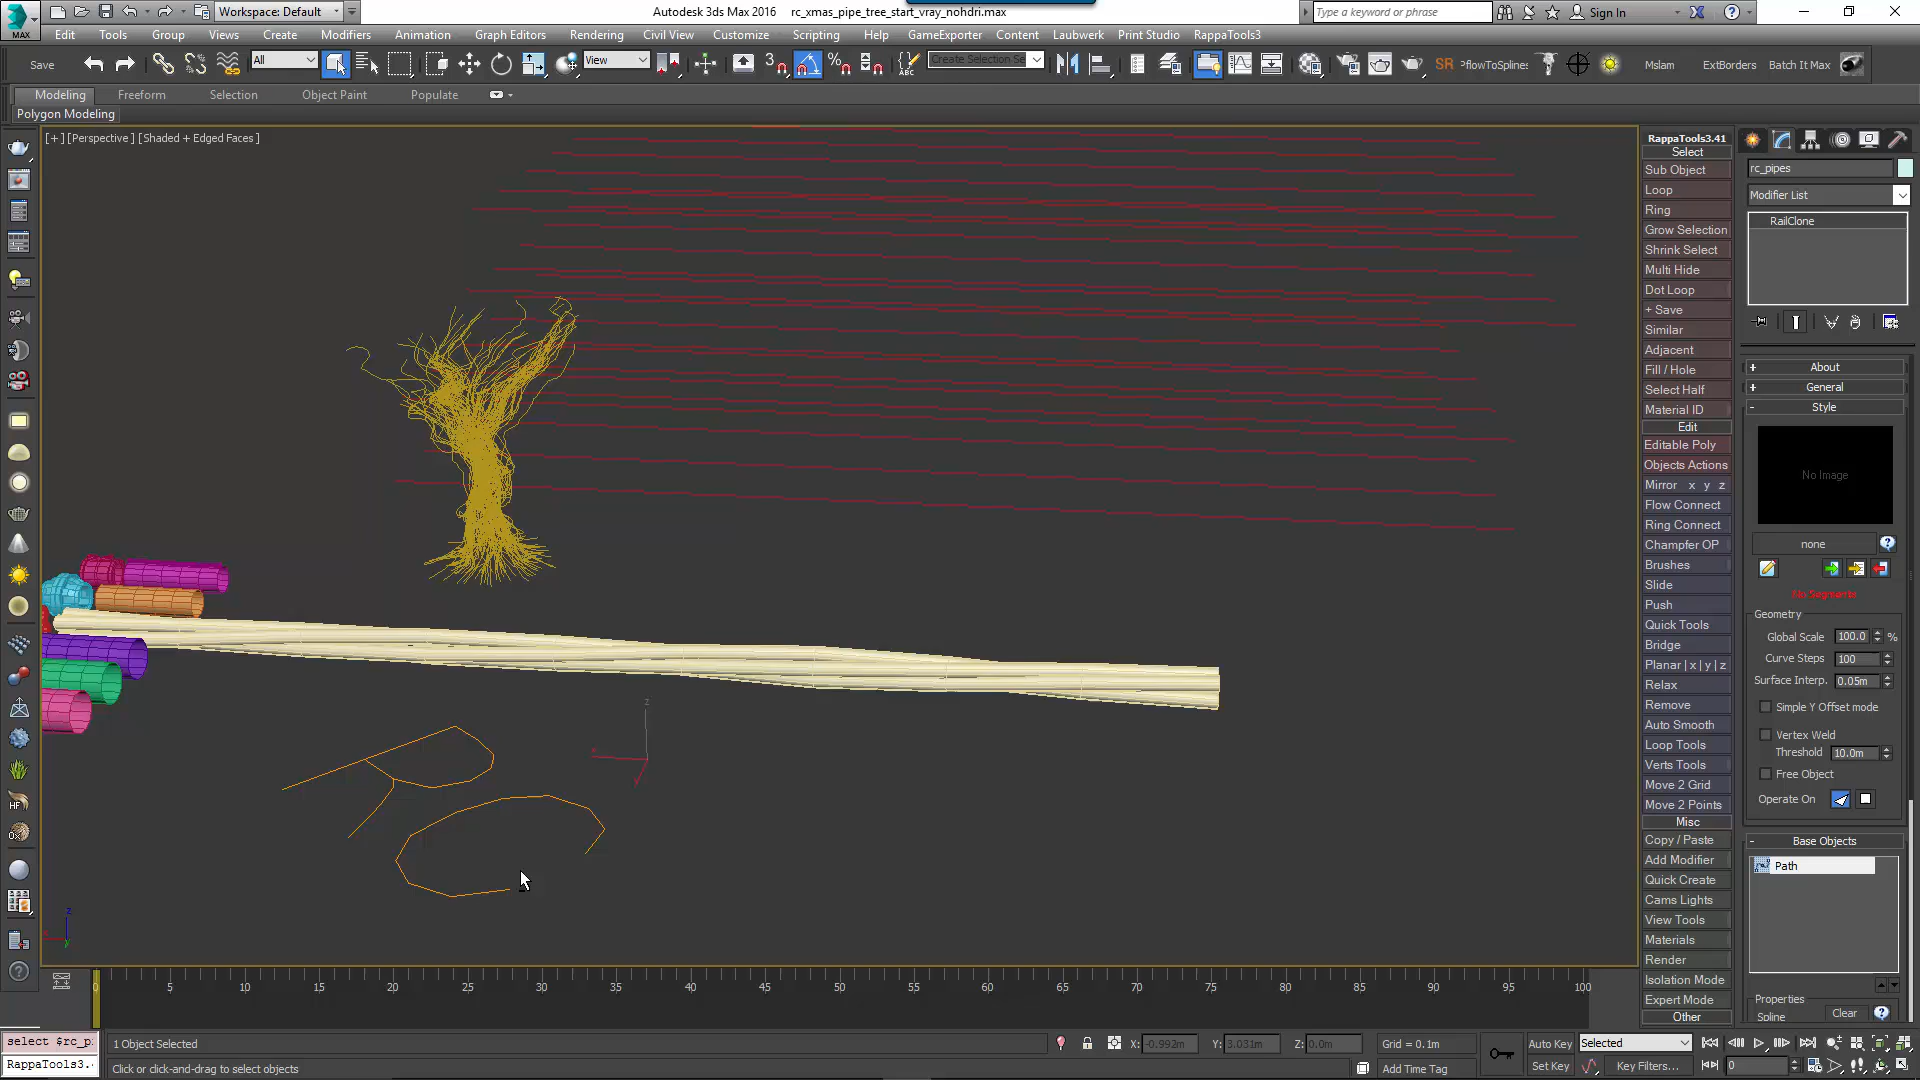 Workspace: Default
Autodesk 3ds Max 2016 rc_xmas_pipe_tree_start_vray_nohdri.max
Type a keyword or phrase
Sign In
MAX
Edit Tools Group Views Create Modifiers Animation Graph Editors Rendering Civil View Customize Scripting Help GameExporter Content Laubwerk Print Studio RappaTools3
Save
All
View
Create Selection Se
SR
PflowToSplines
Mslam
ExtBorders
Batch It Max
Modeling Freeform Selection Object Paint Populate
Polygon Modeling
[+] [Perspective] [Shaded + Edged Faces]
RappaTools3.41
Select
Sub Object
Loop
Ring
Grow Selection
Shrink Select
Multi Hide
Dot Loop
+ Save
Similar
Adjacent
Fill / Hole
Select Half
Material ID
Edit
Editable Poly
Objects Actions
Mirror x y z
Flow Connect
Ring Connect
Champfer OP
Brushes
Slide
Push
Quick Tools
Bridge
Planar | x | y | z
Relax
Remove
Auto Smooth
Loop Tools
Verts Tools
Move 2 Grid
Move 2 Points
Misc
Copy / Paste
Add Modifier
Quick Create
Cams Lights
View Tools
Materials
Render
Isolation Mode
Expert Mode
Other
rc_pipes
Modifier List
RailClone
+ About
+ General
- Style
No Image
none
No Segments
Geometry
Global Scale 100.0 %
Curve Steps 100
Surface Interp. 0.05m
Simple Y Offset mode
Vertex Weld
Threshold 10.0m
Free Object
Operate On
- Base Objects
Path
Properties
Spline
Clear
0 5 10 15 20 25 30 35 40 45 50 55 60 65 70 75 80 85 90 95 100
select $rc_pi
RappaTools3.
1 Object Selected
Click or click-and-drag to select objects
X: -0.992m Y: 3.031m Z: 0.0m
Grid = 0.1m
Add Time Tag
Auto Key
Selected
Set Key
Key Filters...
0